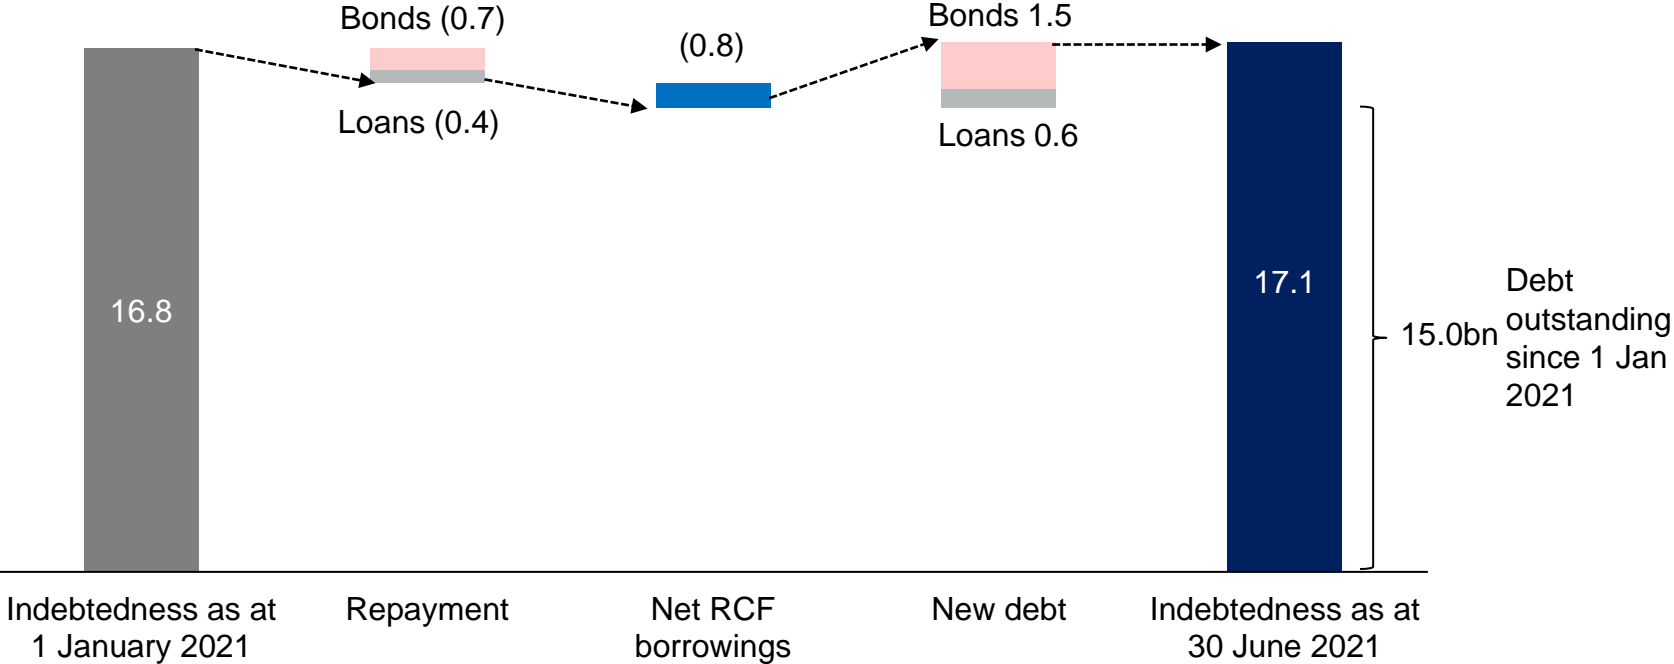 Bonds (0.7)
Loans (0.4)
(0.8)
Bonds 1.5
Loans 0.6
16.8
17.1
15.0bn
Debt
outstanding
since 1 Jan
2021
Indebtedness as at
1 January 2021
Repayment
Net RCF
borrowings
New debt
Indebtedness as at
30 June 2021